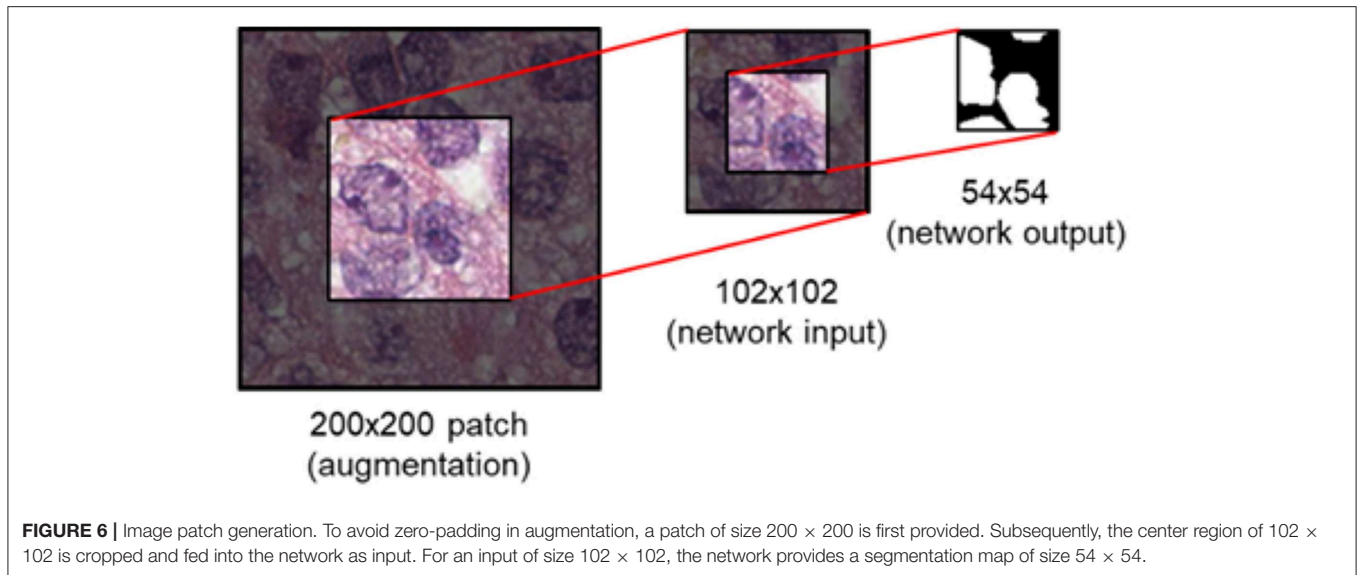 54x54
(network output)
102x102
(network input)
200x200 patch
(augmentation)
FIGURE 6 | Image patch generation. To avoid zero-padding in augmentation, a patch of size 200 × 200 is first provided. Subsequently, the center region of 102 ×
102 is cropped and fed into the network as input. For an input of size 102 × 102, the network provides a segmentation map of size 54 × 54.